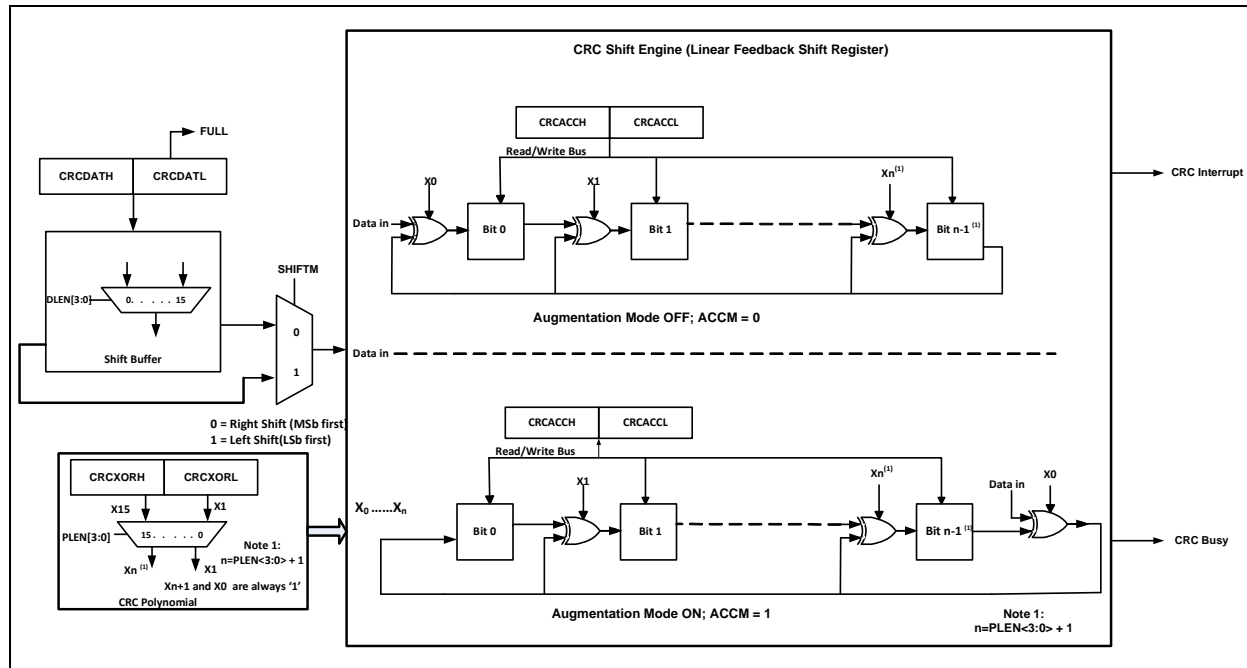 CRC Shift Engine (Linear Feedback Shift Register)
FULL
CRCDATH CRCDATL
CRCACCH CRCACCL
Read/Write Bus
X0 X1 Xn(1)
Data in
Bit 0 Bit 1 Bit n-1 (1)
CRC Interrupt
DLEN[3:0]
0. . . . . 15
Shift Buffer
SHIFTM
0
1
Augmentation Mode OFF; ACCM = 0
Data in
0 = Right Shift (MSb first)
1 = Left Shift(LSb first)
CRCXORH CRCXORL
X15 X1
PLEN[3:0]
15. . . . . 0
Note 1:
n=PLEN<3:0> + 1
Xn (1) X1
Xn+1 and X0 are always ‘1’
CRC Polynomial
X0 ......Xn
CRCACCH CRCACCL
Read/Write Bus
X1 Xn(1) Data in X0
Bit 0 Bit 1 Bit n-1 (1)
CRC Busy
Augmentation Mode ON; ACCM = 1
Note 1:
n=PLEN<3:0> + 1